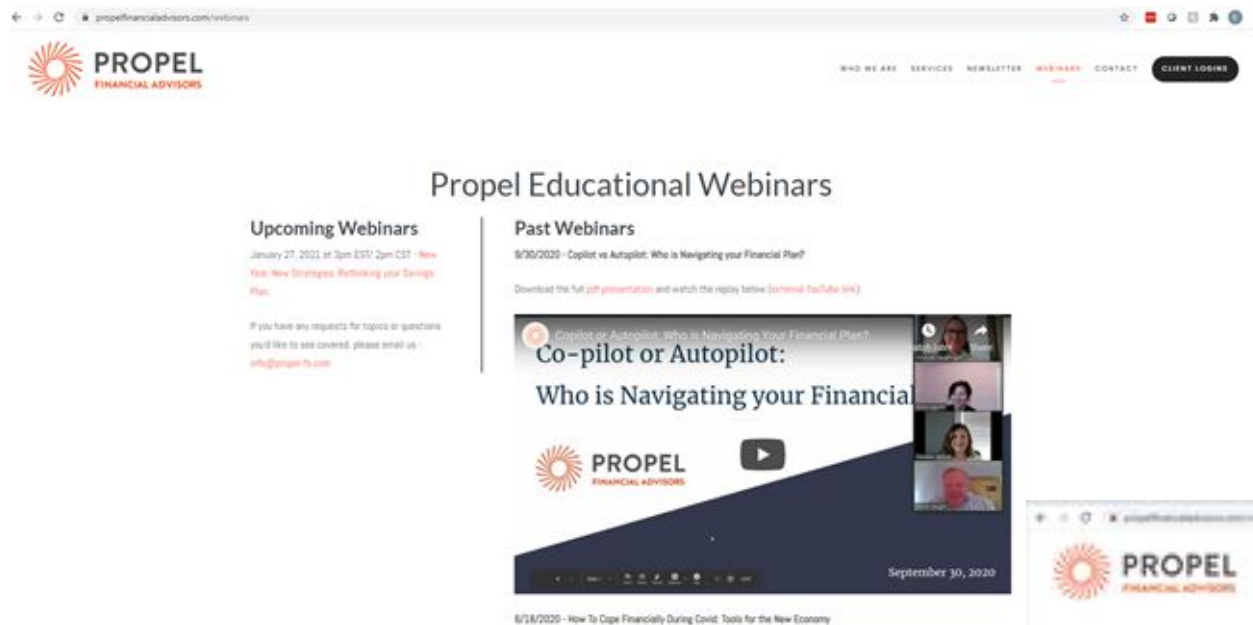 propelfinancialadvisors.com/webinars
PROPEL
FINANCIAL ADVISORS
WHO WE ARE SERVICES NEWSLETTER WEBINARS CONTACT CLIENT LOGINS
Propel Educational Webinars
Upcoming Webinars
January 27, 2021 at 3pm EST/ 2pm CST - New
Year, New Strategies: Rethinking your Savings
Plan
If you have any requests for topics or questions
you'd like to see covered, please email us -
info@propel-fa.com
Past Webinars
9/30/2020 - Copilot vs Autopilot: Who is Navigating your Financial Plan?
Download the full pdf presentation and watch the replay below (external YouTube link)
Copilot or Autopilot: Who is Navigating Your Financial Plan?
Co-pilot or Autopilot:
Who is Navigating your Financial
PROPEL
FINANCIAL ADVISORS
September 30, 2020
8/18/2020 - How To Cope Financially During Covid: Tools for the New Economy
PROPEL
FINANCIAL ADVISORS